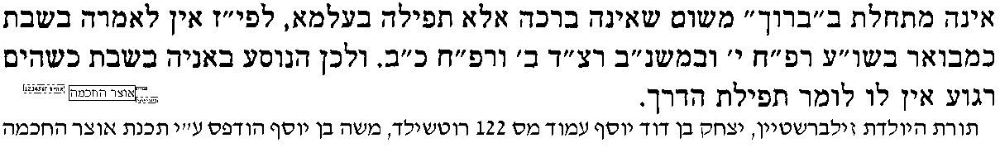 אינה מתחלת ב״ברוך״ משום שאינה ברכה אלא תפילה בעלמא, לפי״ז אין לאמרה בשבת
כמבואר בשו״ע רפ״ח י׳ ובמשנ״ב רצ״ד ב׳ ורפ״ח כ״ב. ולכן הנוסע באניה בשבת כשהים
רגוע אין לו לומר תפילת הדרך.
אוצר החכמה
תורת היולדת זילברשטיין, יצחק בן דוד יוסף עמוד מס 122 רוטשילד, משה בן יוסף הודפס ע״י תכנת אוצר החכמה